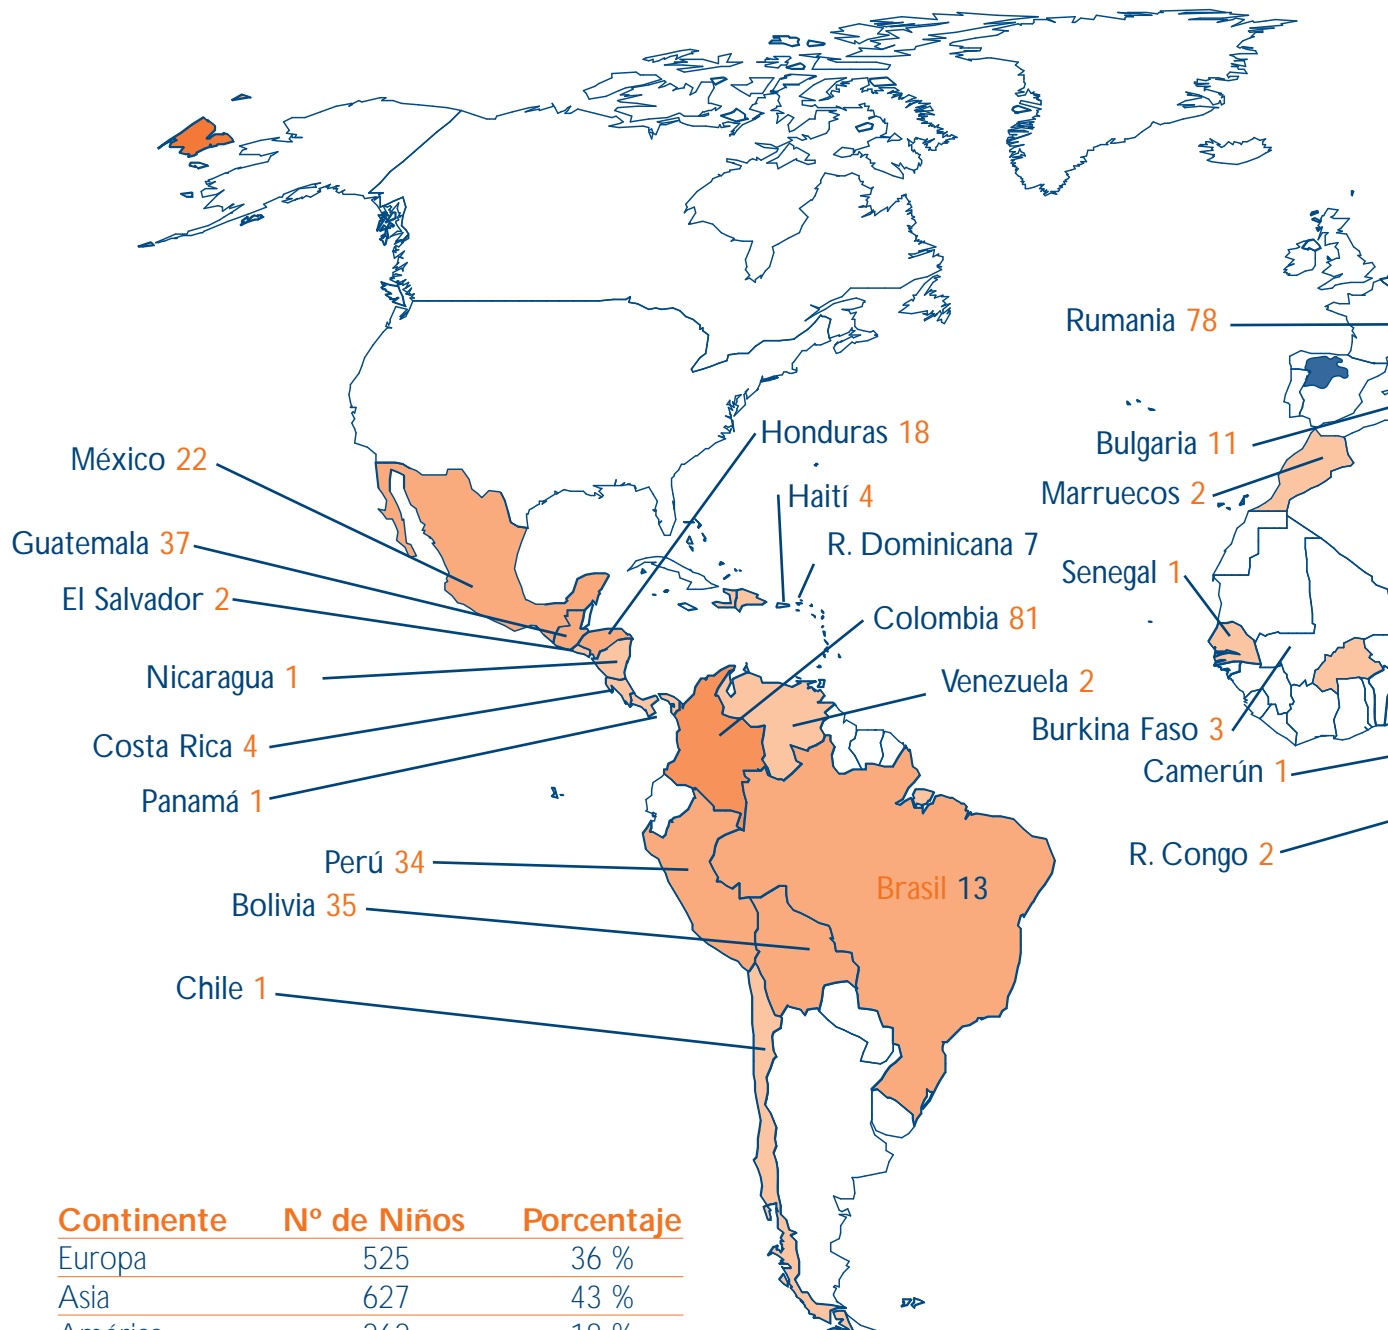 Rumania 78
Honduras 18
Bulgaria 11
México 22
Haití 4
Marruecos 2
Guatemala 37
R. Dominicana 7
Senegal 1
El Salvador 2
Colombia 81
Nicaragua 1
Venezuela 2
Burkina Faso 3
Costa Rica 4
Camerún 1
Panamá 1
R. Congo 2
Perú 34
Brasil 13
Bolivia 35
Chile 1
Continente Nº de Niños Porcentaje
Europa 525 36 %
Asia 627 43 %
América 262 18 %